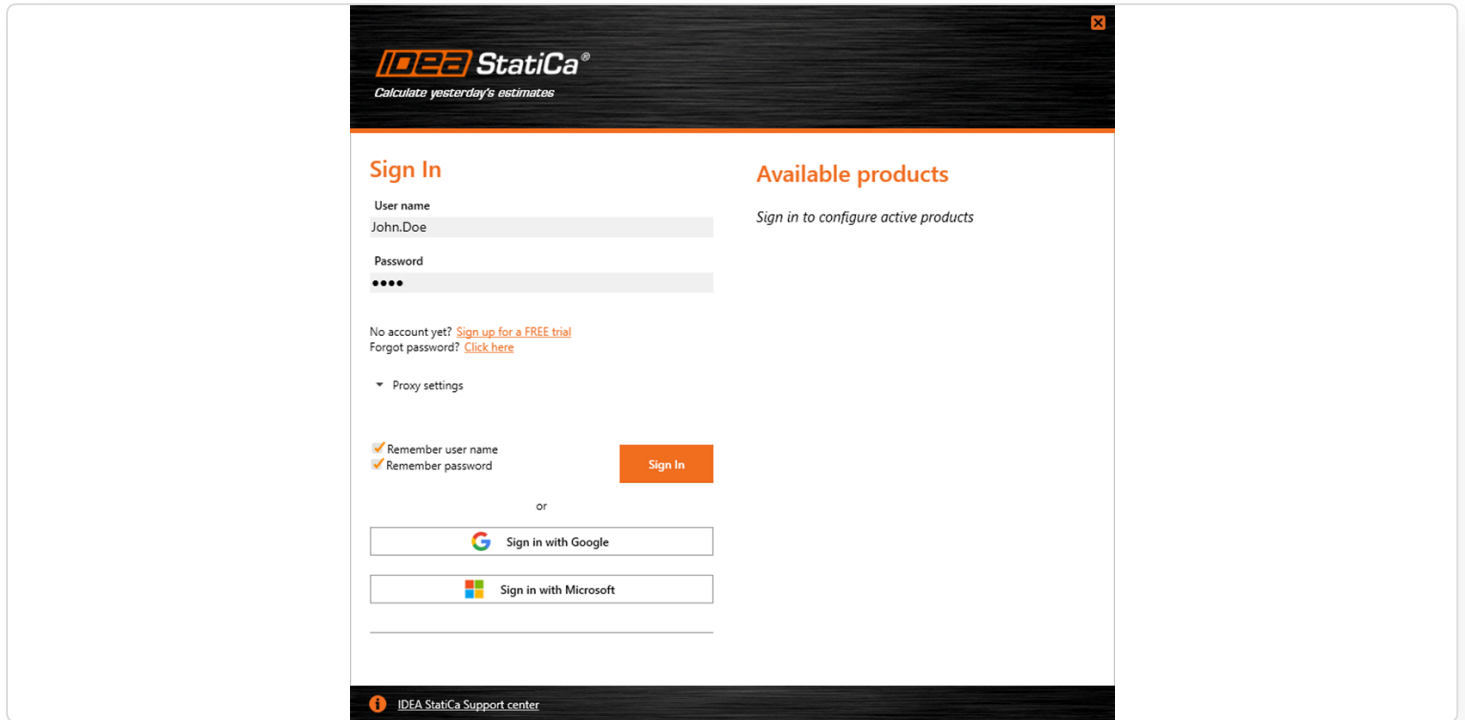 IDEA StatiCa®
Calculate yesterday's estimates
Sign In
User name
John.Doe
Password
••••
No account yet? Sign up for a FREE trial
Forgot password? Click here
Proxy settings
Remember user name
Remember password
Sign In
or
Sign in with Google
Sign in with Microsoft
Available products
Sign in to configure active products
IDEA StatiCa Support center